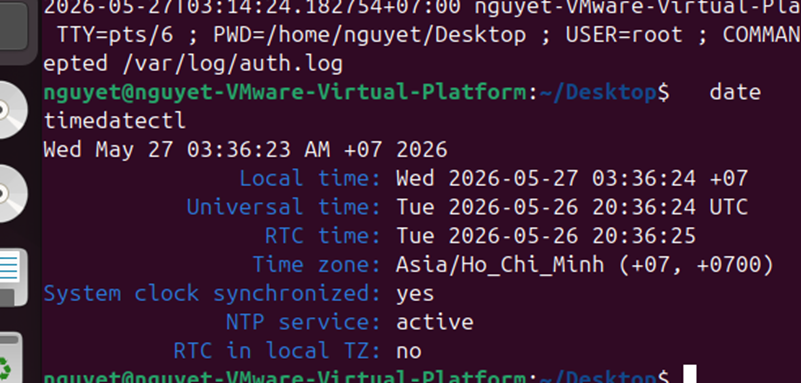 2026-05-27T03:14:24.182754+07:00 nguyet-VMware-Virtual-Pla
TTY=pts/6 ; PWD=/home/nguyet/Desktop ; USER=root ; COMMAN
epted /var/log/auth.log
nguyet@nguyet-VMware-Virtual-Platform:~/Desktop$   date
timedatectl
Wed May 27 03:36:23 AM +07 2026
Local time: Wed 2026-05-27 03:36:24 +07
Universal time: Tue 2026-05-26 20:36:24 UTC
RTC time: Tue 2026-05-26 20:36:25
Time zone: Asia/Ho_Chi_Minh (+07, +0700)
System clock synchronized: yes
NTP service: active
RTC in local TZ: no
nguyet@nguyet-VMware-Virtual-Platform:~/Desktop$